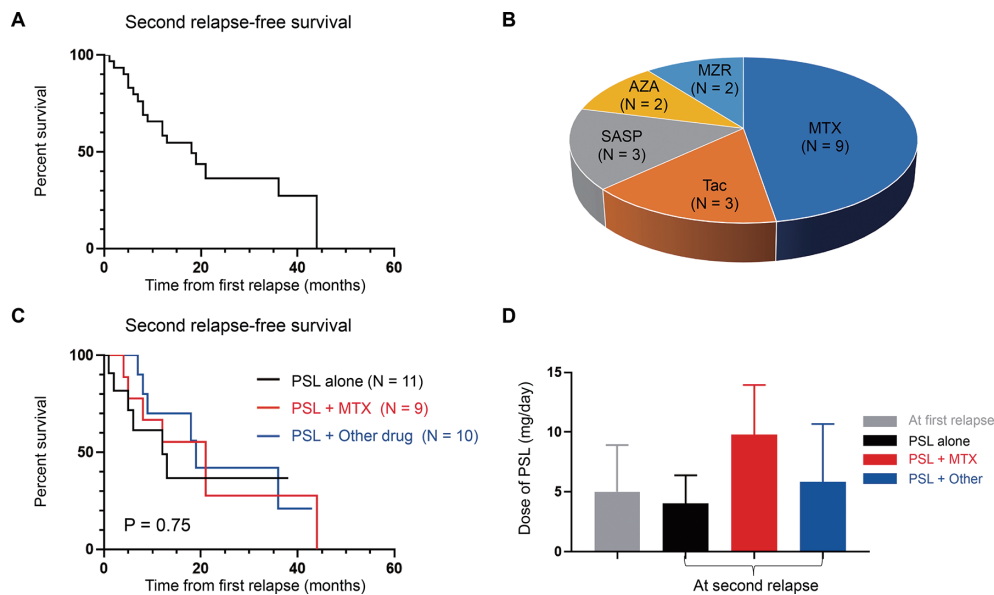 A
Second relapse-free survival
Percent survival
100
50
0
0 20 40 60
Time from first relapse (months)
B
MZR
(N = 2)
AZA
(N = 2)
SASP
(N = 3)
Tac
(N = 3)
MTX
(N = 9)
C
Second relapse-free survival
Percent survival
100
50
0
PSL alone (N = 11)
PSL + MTX (N = 9)
PSL + Other drug (N = 10)
P = 0.75
0 20 40 60
Time from first relapse (months)
D
Dose of PSL (mg/day)
15
10
5
0
At first relapse
PSL alone
PSL + MTX
PSL + Other
At second relapse